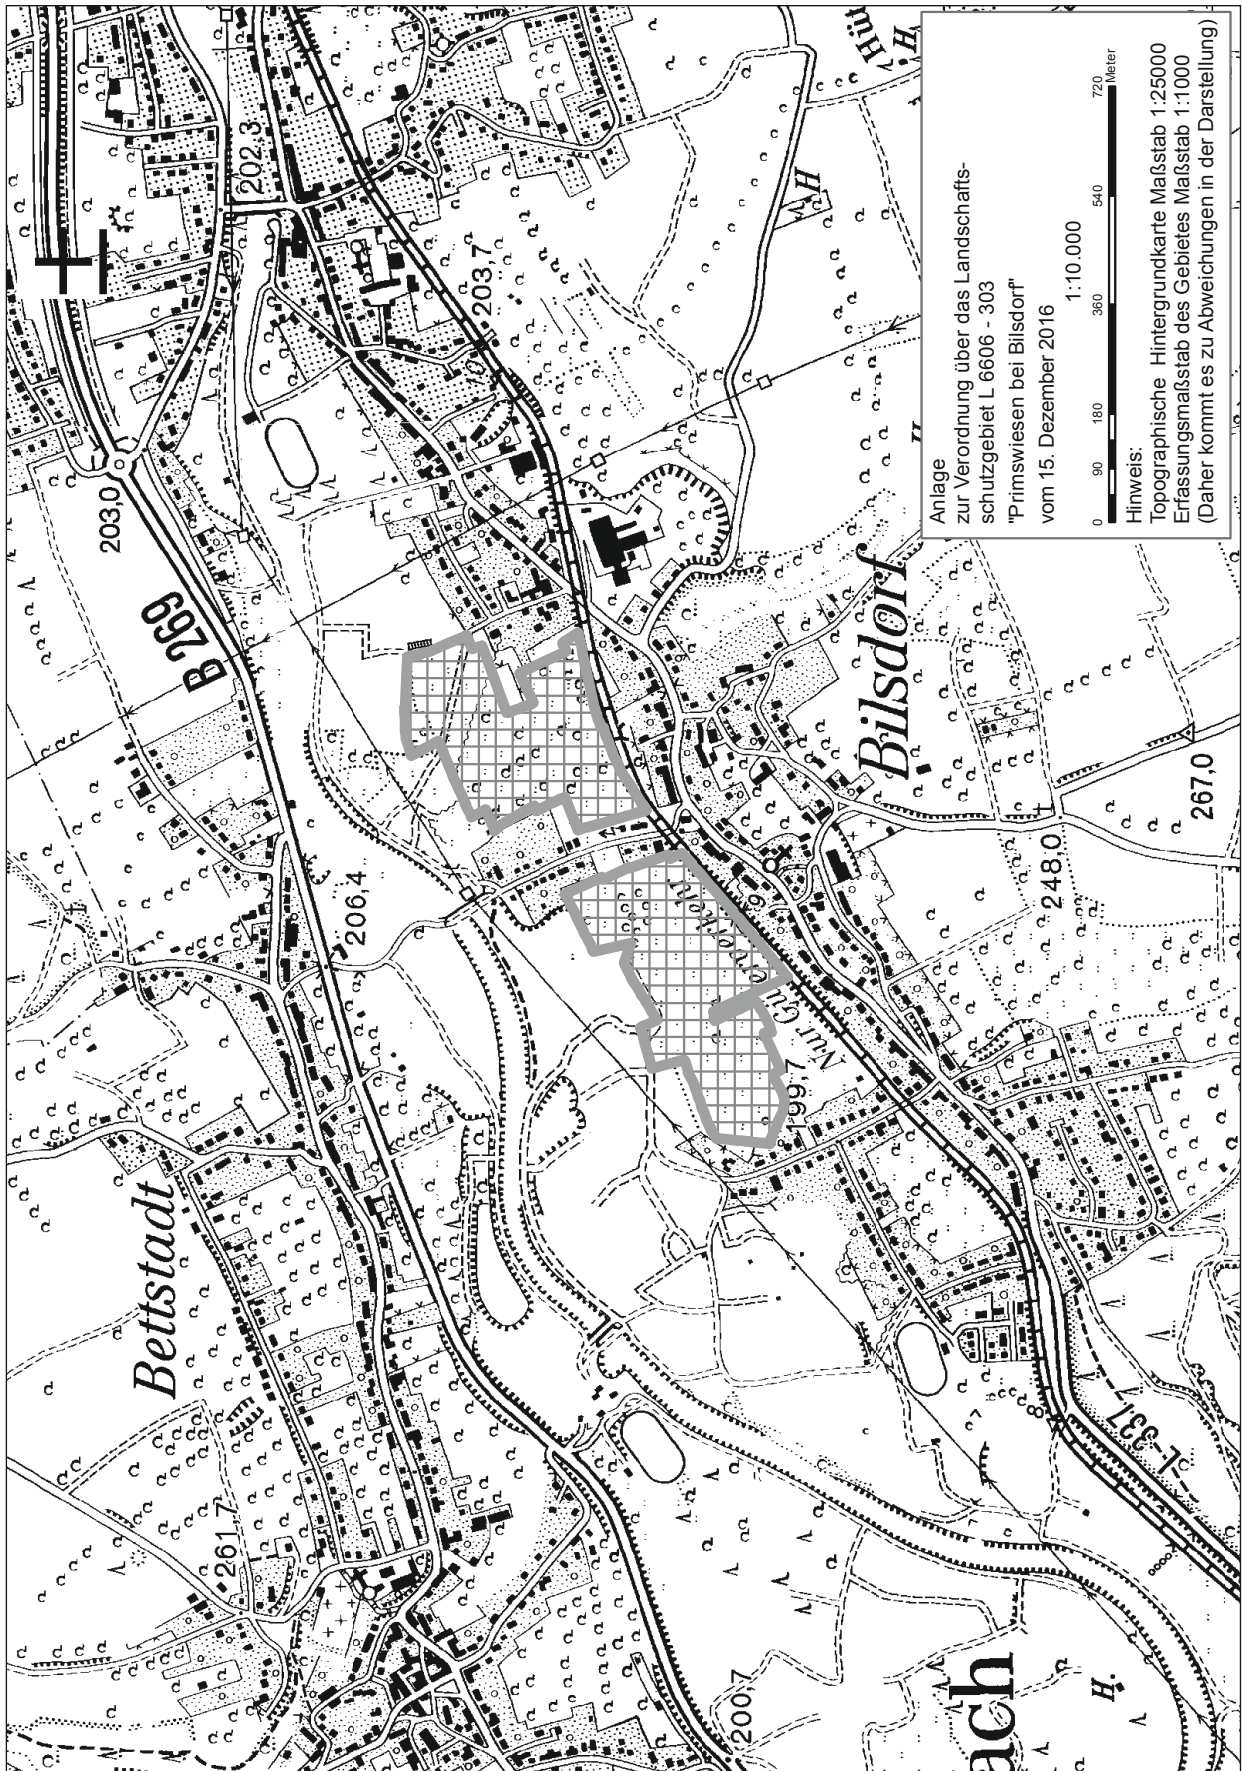 Anlage
zur Verordnung über das Landschafts-
schutzgebiet L 6606 - 303
"Primswiesen bei Bilsdorf"
vom 15. Dezember 2016
1:10.000
0 90 180 360 540 720
Meter
Hinweis:
Topographische Hintergrundkarte Maßstab 1:25000
Erfassungsmaßstab des Gebietes Maßstab 1:1000
(Daher kommt es zu Abweichungen in der Darstellung)
Bettstadt
Bilsdorf
ach
B 269
L-337
203,0
202,3
203,7
206,4
261,7
199,7
200,7
248,0
267,0
Nur Gü
verkehr
H
H.